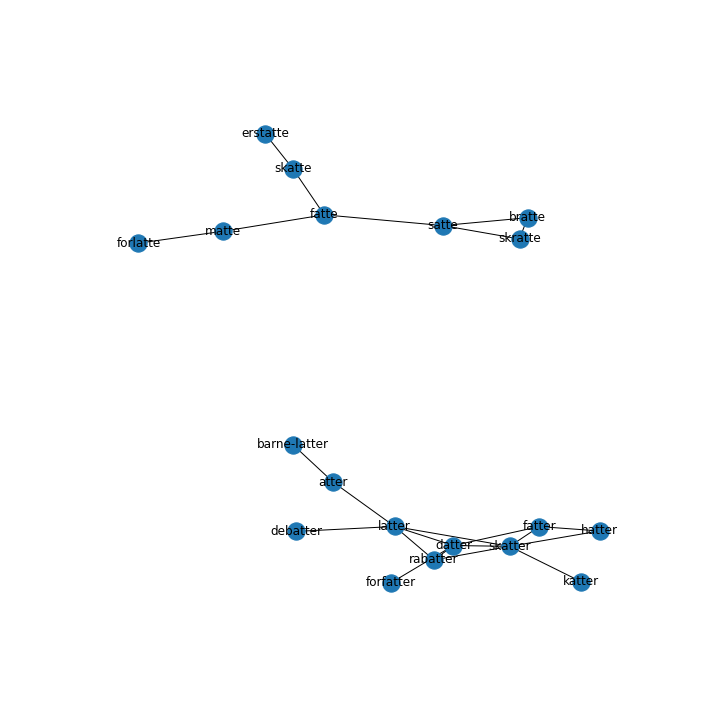 erstatte
skatte
fatte
bratte
satte
matte
skratte
forlatte
barne-latter
atter
latter
fatter
debatter
hatter
datter
skatter
rabatter
forfatter
katter